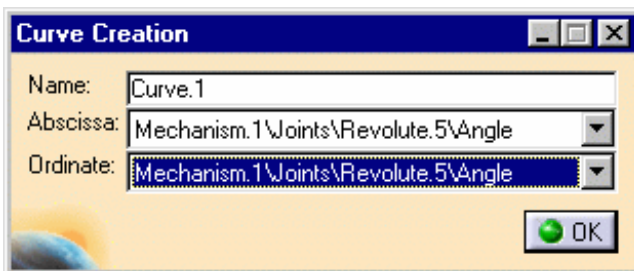 Curve Creation
Name: Curve.1
Abscissa: Mechanism.1\Joints\Revolute.5\Angle
Ordinate: Mechanism.1\Joints\Revolute.5\Angle
OK